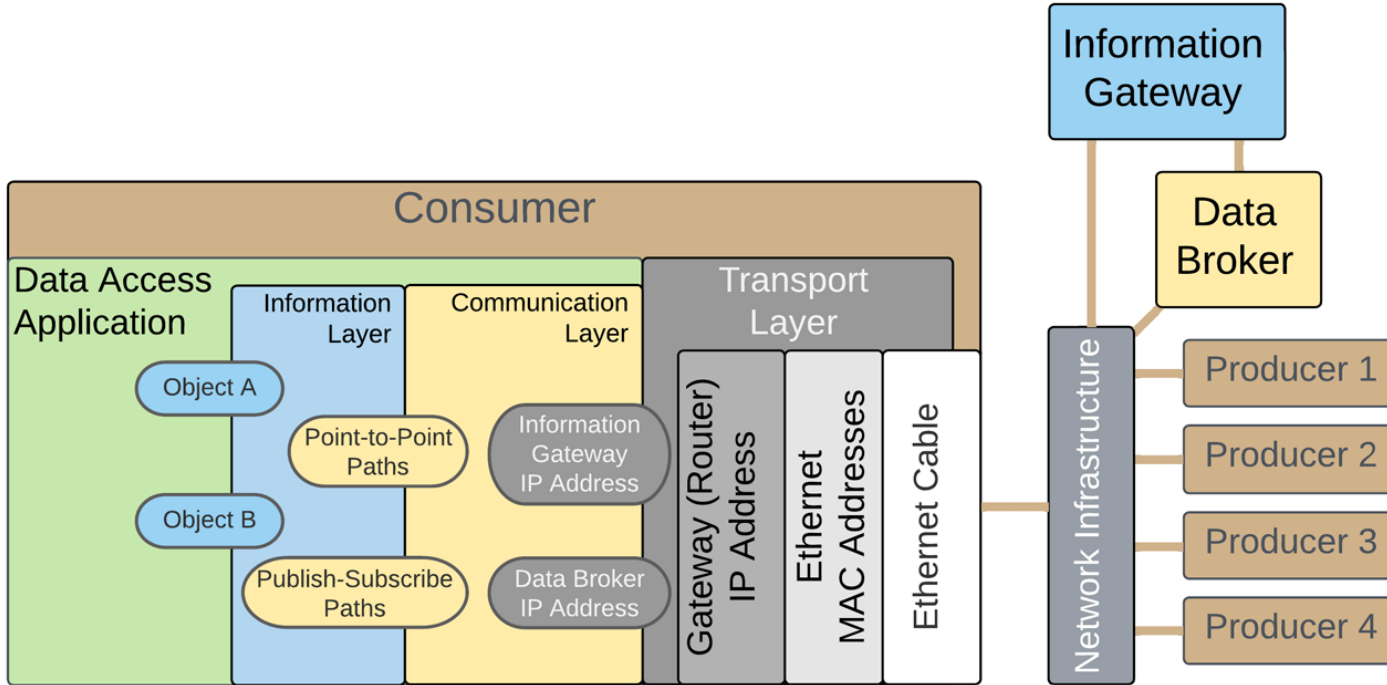 Information
Gateway
Data
Broker
Consumer
Data Access
Application
Information
Layer
Communication
Layer
Transport
Layer
Object A
Point-to-Point
Paths
Object B
Publish-Subscribe
Paths
Information
Gateway
IP Address
Data Broker
IP Address
Gateway (Router)
IP Address
Ethernet
MAC Addresses
Ethernet Cable
Network Infrastructure
Producer 1
Producer 2
Producer 3
Producer 4